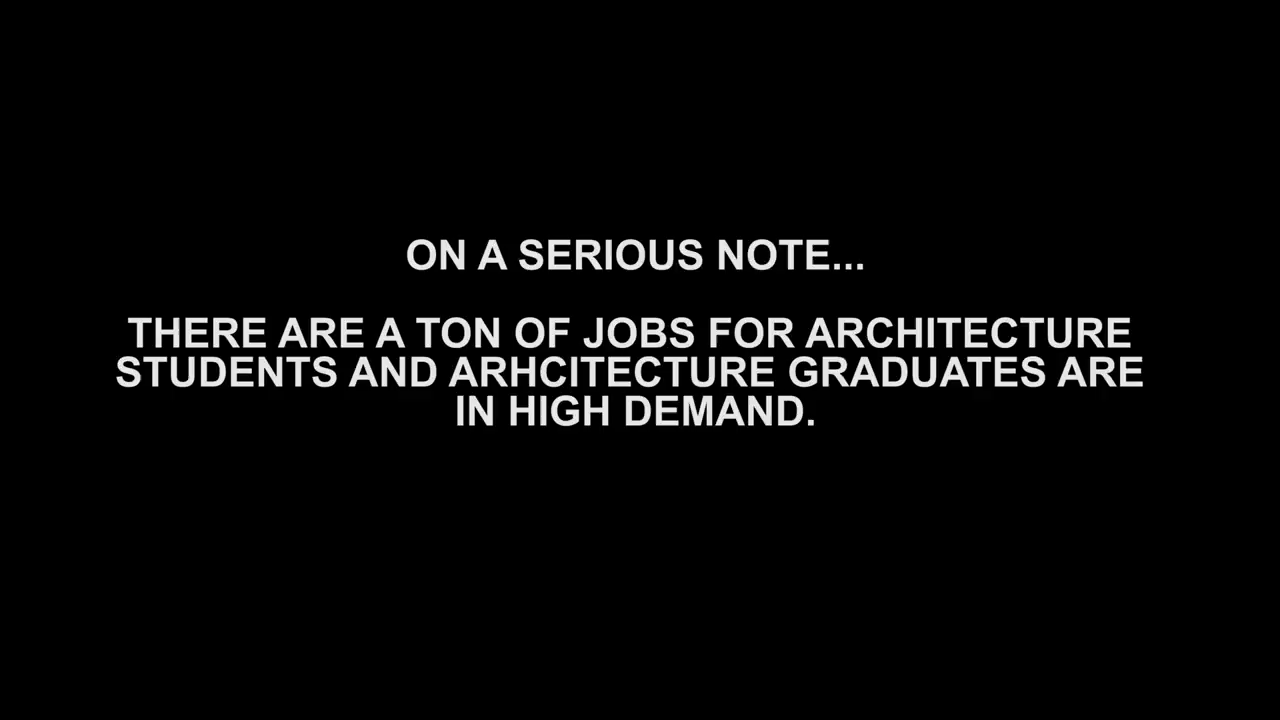 ON A SERIOUS NOTE...
THERE ARE A TON OF JOBS FOR ARCHITECTURE
STUDENTS AND ARHCITECTURE GRADUATES ARE
IN HIGH DEMAND.